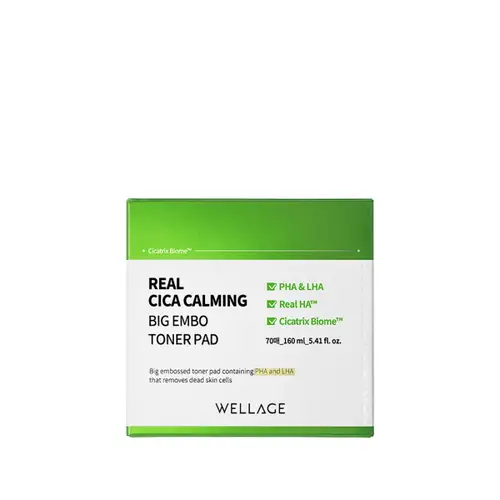 Cicatrix Biome™
REAL
CICA CALMING
BIG EMBO
TONER PAD
PHA & LHA
Real HA™
Cicatrix Biome™
70매_160 ml_5.41 fl. oz.
Big embossed toner pad containing PHA and LHA
that removes dead skin cells
WELLAGE